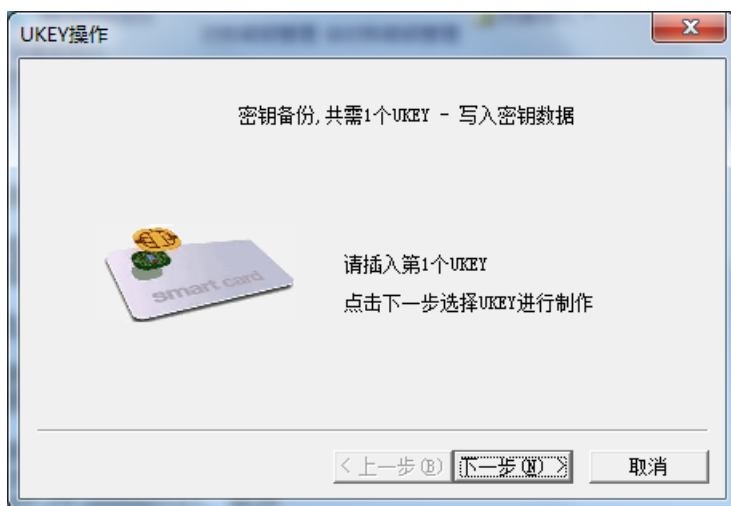 UKEY操作
密钥备份,共需1个UKEY - 写入密钥数据
smart card
请插入第1个UKEY
点击下一步选择UKEY进行制作
< 上一步(B)
下一步(N) >
取消